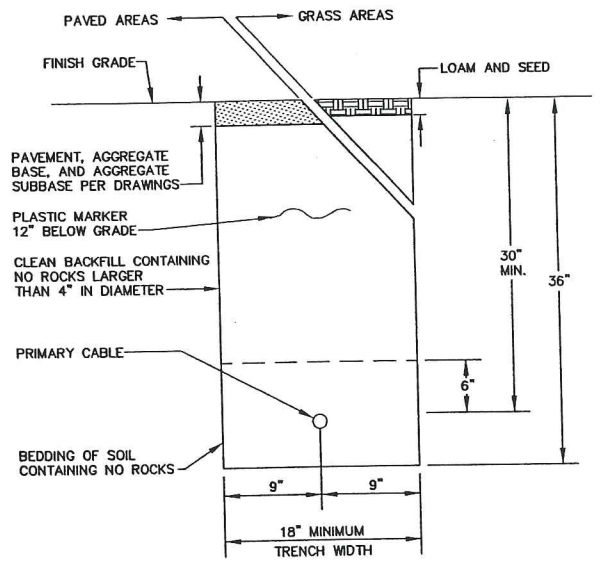 PAVED AREAS
GRASS AREAS
FINISH GRADE
LOAM AND SEED
PAVEMENT, AGGREGATE
BASE, AND AGGREGATE
SUBBASE PER DRAWINGS
PLASTIC MARKER
12" BELOW GRADE
CLEAN BACKFILL CONTAINING
NO ROCKS LARGER
THAN 4" IN DIAMETER
30"
MIN.
36"
PRIMARY CABLE
6"
BEDDING OF SOIL
CONTAINING NO ROCKS
9"
9"
18" MINIMUM
TRENCH WIDTH